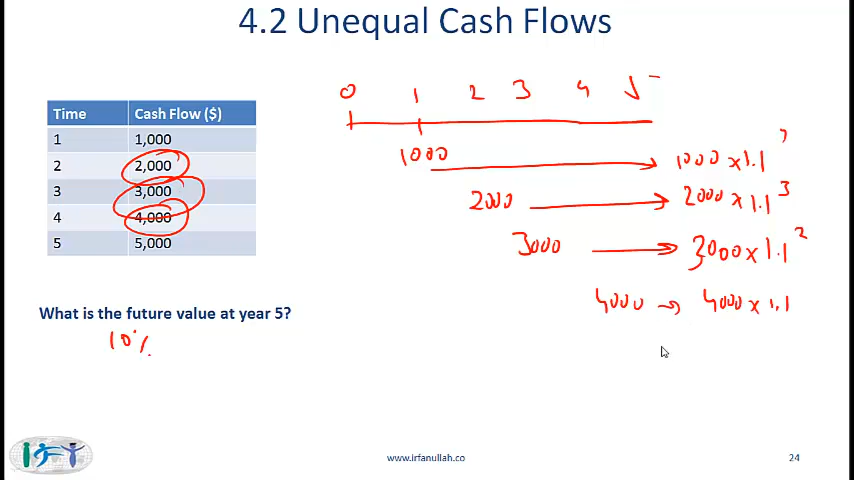 4.2 Unequal Cash Flows
0 1 2 3 4 5
Time Cash Flow ($)
1 1,000
2 2,000
3 3,000
4 4,000
5 5,000
1000 1000 x 1.1
2000 2000 x 1.1 3
3000 3000 x 1.1 2
4000 4000 x 1.1
What is the future value at year 5?
10%
www.irfanullah.co
24